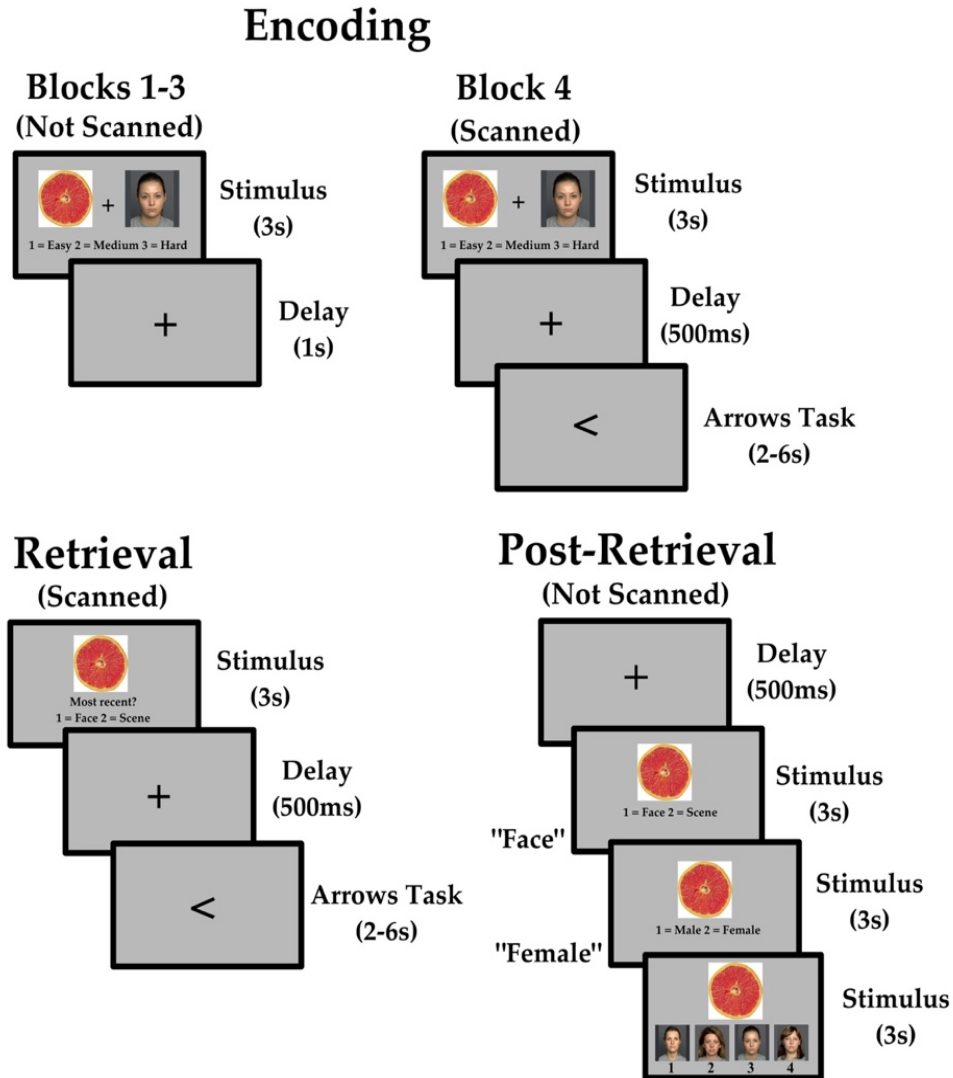 Encoding
Blocks 1-3
(Not Scanned)
+
1 = Easy 2 = Medium 3 = Hard
Stimulus
(3s)
+
Delay
(1s)
Block 4
(Scanned)
+
1 = Easy 2 = Medium 3 = Hard
Stimulus
(3s)
+
Delay
(500ms)
<
Arrows Task
(2-6s)
Retrieval
(Scanned)
Most recent?
1 = Face 2 = Scene
Stimulus
(3s)
+
Delay
(500ms)
<
Arrows Task
(2-6s)
Post-Retrieval
(Not Scanned)
+
Delay
(500ms)
1 = Face 2 = Scene
Stimulus
(3s)
"Face"
1 = Male 2 = Female
Stimulus
(3s)
"Female"
1 2 3 4
Stimulus
(3s)